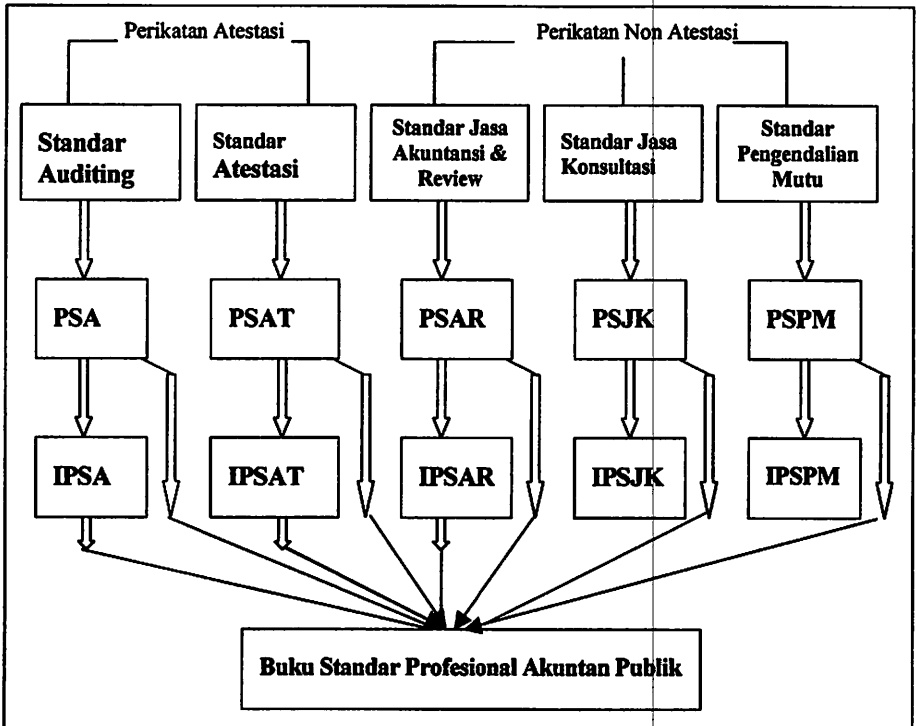 Perikatan Atestasi
Perikatan Non Atestasi
Standar
Auditing
Standar
Atestasi
Standar Jasa
Akuntansi &
Review
Standar Jasa
Konsultasi
Standar
Pengendalian
Mutu
PSA
PSAT
PSAR
PSJK
PSPM
IPSA
IPSAT
IPSAR
IPSJK
IPSPM
Buku Standar Profesional Akuntan Publik